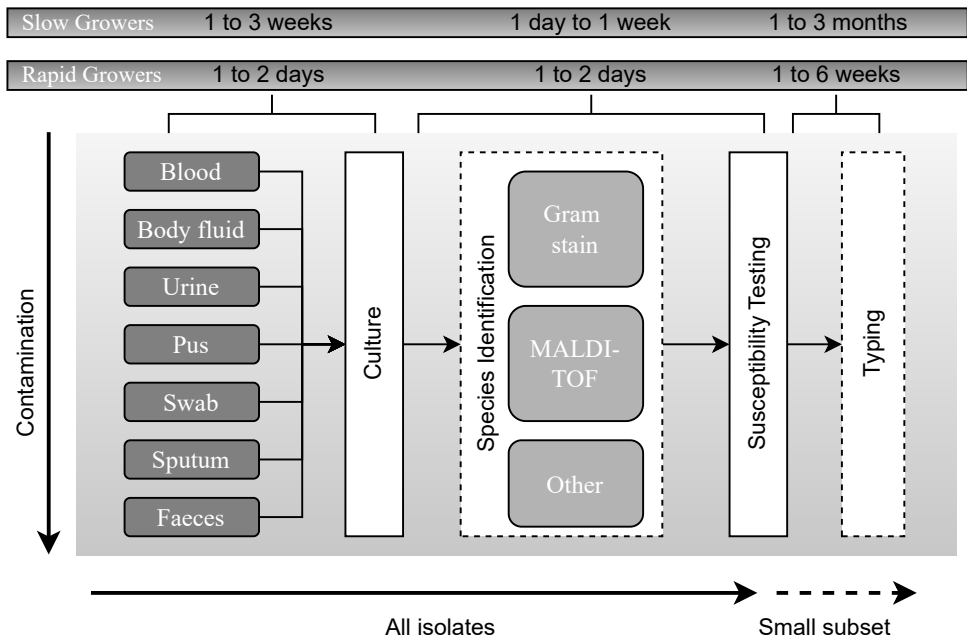 Slow Growers 1 to 3 weeks 1 day to 1 week 1 to 3 months
Rapid Growers 1 to 2 days 1 to 2 days 1 to 6 weeks
Contamination
Blood
Body fluid
Urine
Pus
Swab
Sputum
Faeces
Culture
Species Identification
Gram
stain
MALDI-
TOF
Other
Susceptibility Testing
Typing
All isolates
Small subset